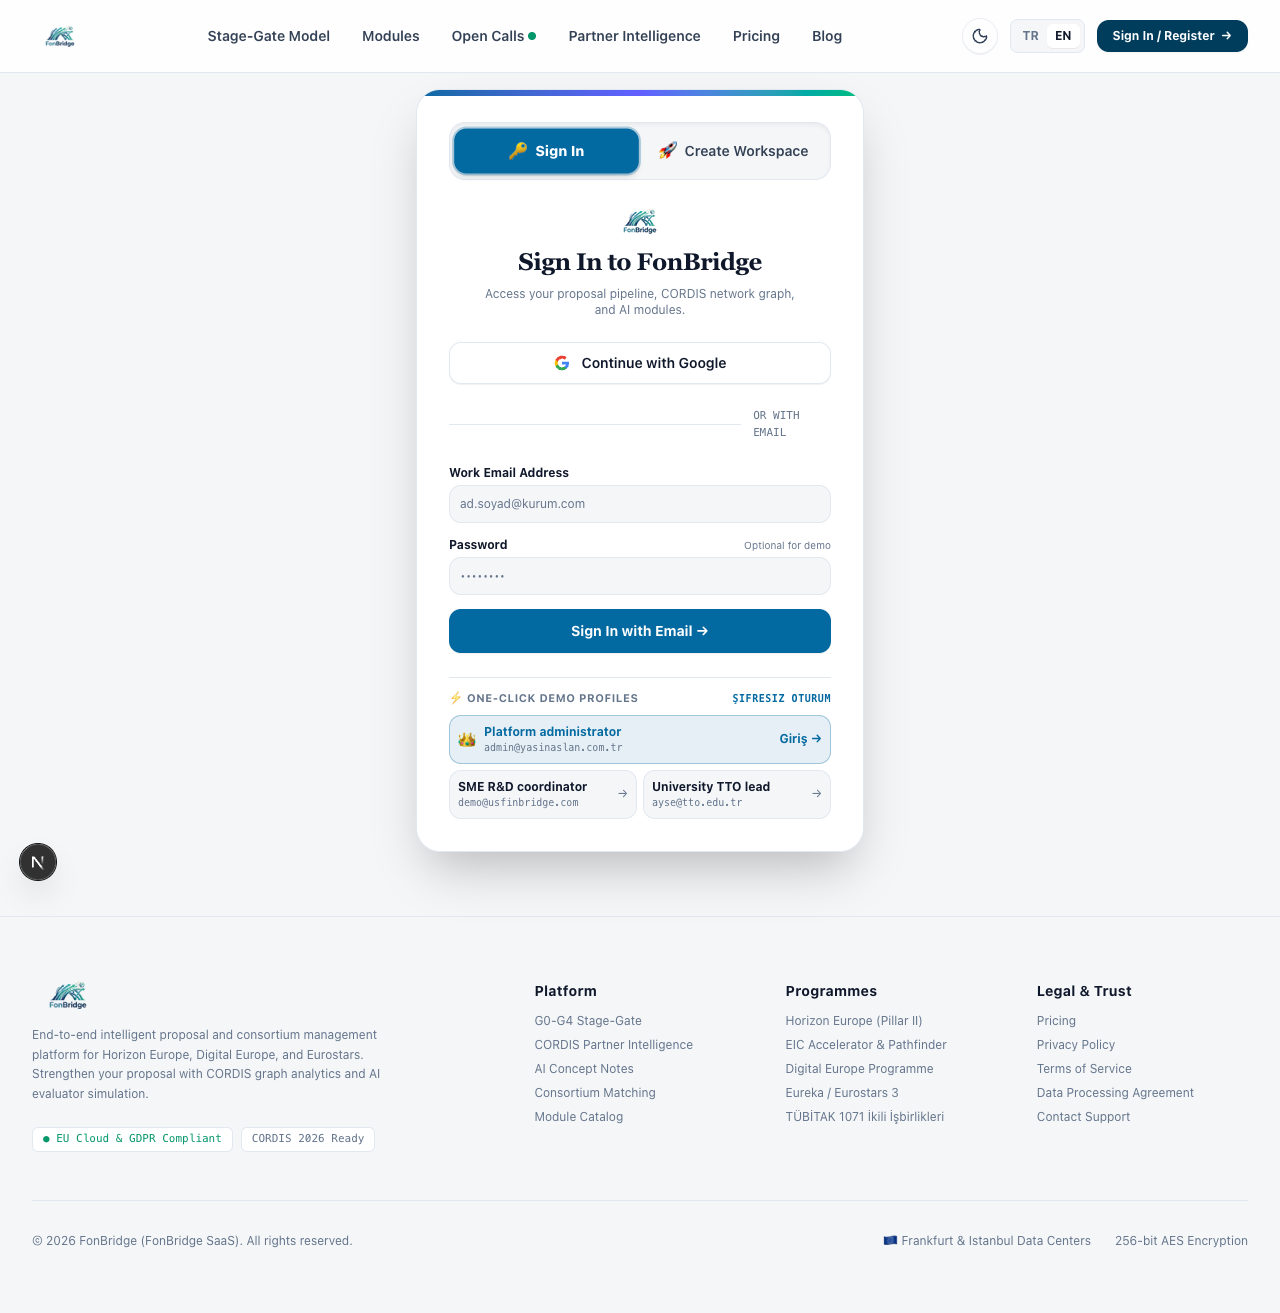 FonBridge
Stage-Gate Model
Modules
Open Calls
Partner Intelligence
Pricing
Blog
TR
EN
Sign In / Register →
🔑 Sign In
🚀 Create Workspace
FonBridge
Sign In to FonBridge
Access your proposal pipeline, CORDIS network graph,
and AI modules.
Continue with Google
OR WITH
EMAIL
Work Email Address
ad.soyad@kurum.com
Password
Optional for demo
••••••••
Sign In with Email →
⚡ ONE-CLICK DEMO PROFILES
ŞIFRESIZ OTURUM
Platform administrator
admin@yasinaslan.com.tr
Giriş →
SME R&D coordinator
demo@usfinbridge.com
→
University TTO lead
ayse@tto.edu.tr
→
N
FonBridge
End-to-end intelligent proposal and consortium management
platform for Horizon Europe, Digital Europe, and Eurostars.
Strengthen your proposal with CORDIS graph analytics and AI
evaluator simulation.
● EU Cloud & GDPR Compliant
CORDIS 2026 Ready
Platform
G0-G4 Stage-Gate
CORDIS Partner Intelligence
AI Concept Notes
Consortium Matching
Module Catalog
Programmes
Horizon Europe (Pillar II)
EIC Accelerator & Pathfinder
Digital Europe Programme
Eureka / Eurostars 3
TÜBİTAK 1071 İkili İşbirlikleri
Legal & Trust
Pricing
Privacy Policy
Terms of Service
Data Processing Agreement
Contact Support
© 2026 FonBridge (FonBridge SaaS). All rights reserved.
🇪🇺 Frankfurt & Istanbul Data Centers
256-bit AES Encryption